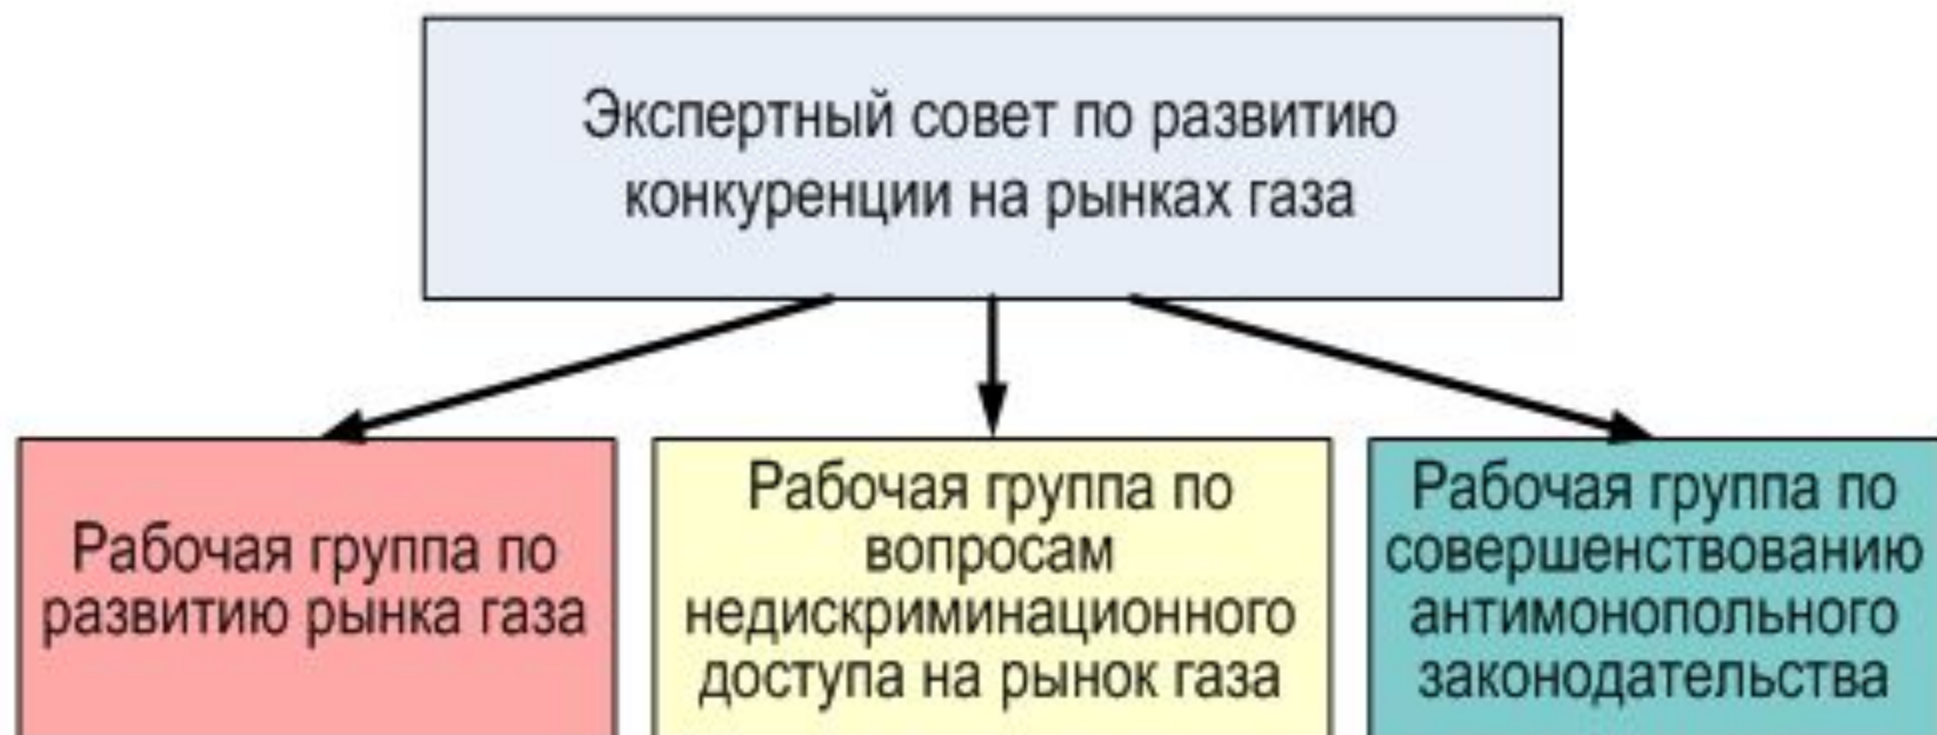 Экспертный совет по развитию
конкуренции на рынках газа
Рабочая группа по
развитию рынка газа
Рабочая группа по
вопросам
недискриминационного
доступа на рынок газа
Рабочая группа по
совершенствованию
антимонопольного
законодательства